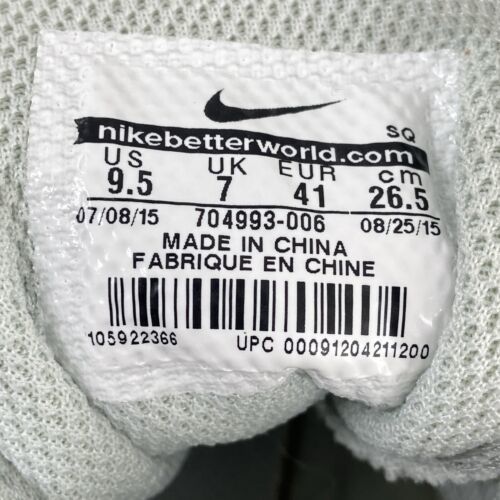 SQ
nikebetterworld.com
US UK EUR cm
9.5 7 41 26.5
07/08/15 704993-006 08/25/15
MADE IN CHINA
FABRIQUE EN CHINE
105922366 UPC 00091204211200